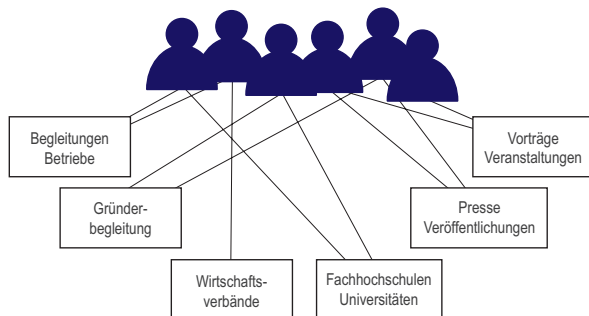 Begleitungen
Betriebe
Vorträge
Veranstaltungen
Gründer-
begleitung
Presse
Veröffentlichungen
Wirtschafts-
verbände
Fachhochschulen
Universitäten